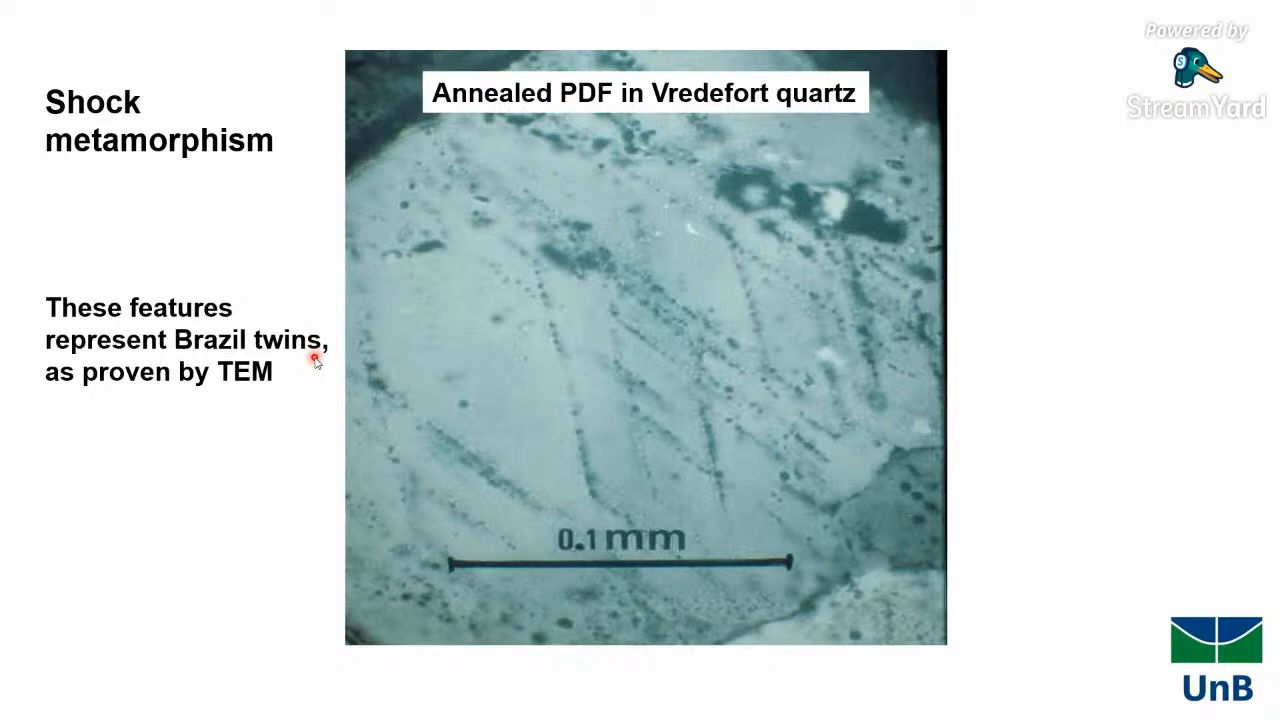 Shock
metamorphism
These features
represent Brazil twins,
as proven by TEM
Annealed PDF in Vredefort quartz
0.1 mm
Powered by
S
StreamYard
UnB